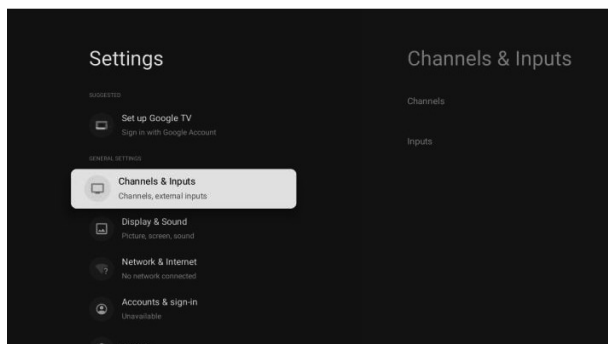 Settings
SUGGESTED
Set up Google TV
Sign in with Google Account
GENERAL SETTINGS
Channels & Inputs
Channels, external inputs
Display & Sound
Picture, screen, sound
Network & Internet
No network connected
Accounts & sign-in
Unavailable
Channels & Inputs
Channels
Inputs